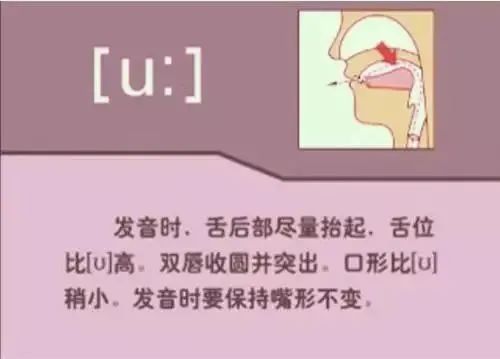 [u:]
发音时，舌后部尽量抬起，舌位
比[ʊ]高。双唇收圆并突出。口形比[ʊ]
稍小。发音时要保持嘴形不变。